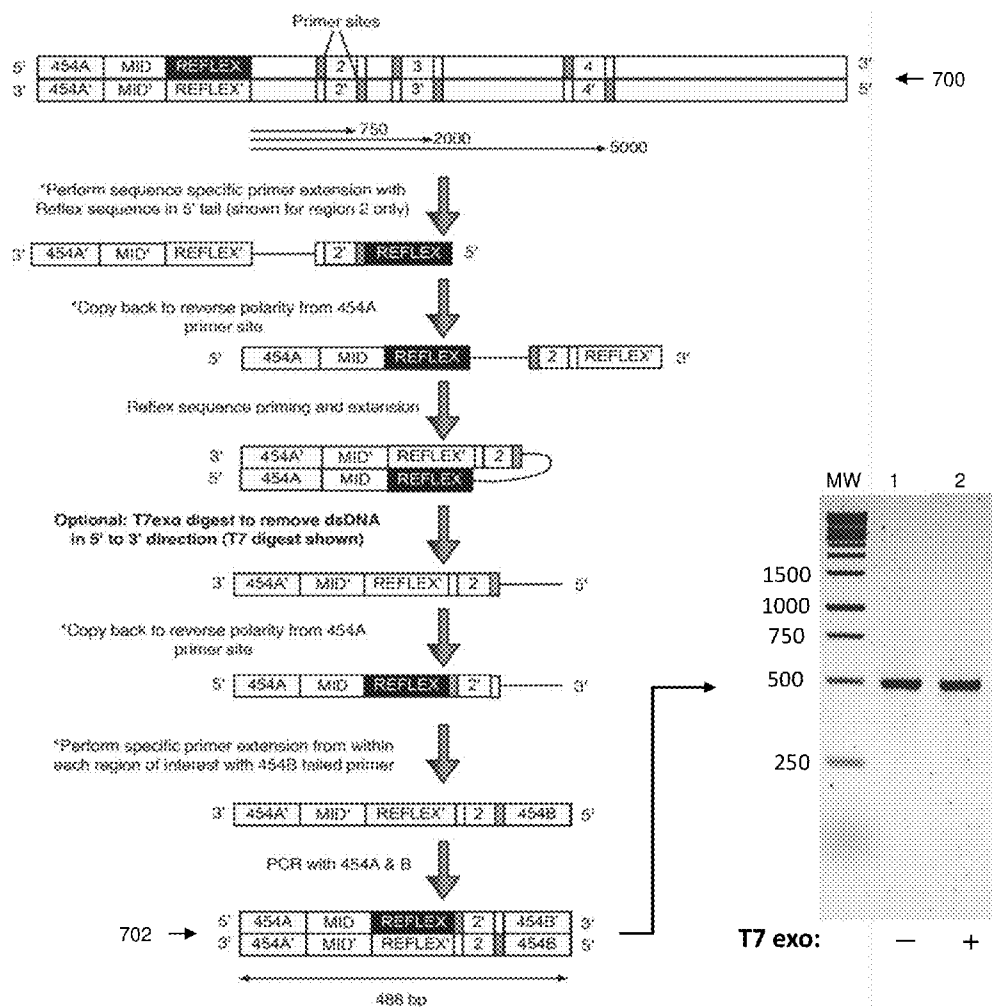 Primer sites
5' 454A MID REFLEX 2 3 4 3'
3' 454A' MID' REFLEX' 2' 3' 4' 5'
700
750
2000
5000
*Perform sequence specific primer extension with
Reflex sequence in 5' tail (shown for region 2 only)
3' 454A' MID' REFLEX' 2' REFLEX 5'
*Copy back to reverse polarity from 454A
primer site
5' 454A MID REFLEX 2 REFLEX' 3'
Reflex sequence priming and extension
3' 454A' MID' REFLEX' 2
5' 454A MID REFLEX
Optional: T7exo digest to remove dsDNA
in 5' to 3' direction (T7 digest shown)
3' 454A' MID' REFLEX' 2 5'
*Copy back to reverse polarity from 454A
primer site
5' 454A MID REFLEX 2' 3'
*Perform specific primer extension from within
each region of interest with 454B tailed primer
3' 454A' MID' REFLEX' 2 454B 5'
PCR with 454A & B
702
5' 454A MID REFLEX 2' 454B' 3'
3' 454A' MID' REFLEX' 2 454B 5'
486 bp
MW 1 2
1500
1000
750
500
250
T7 exo: − +